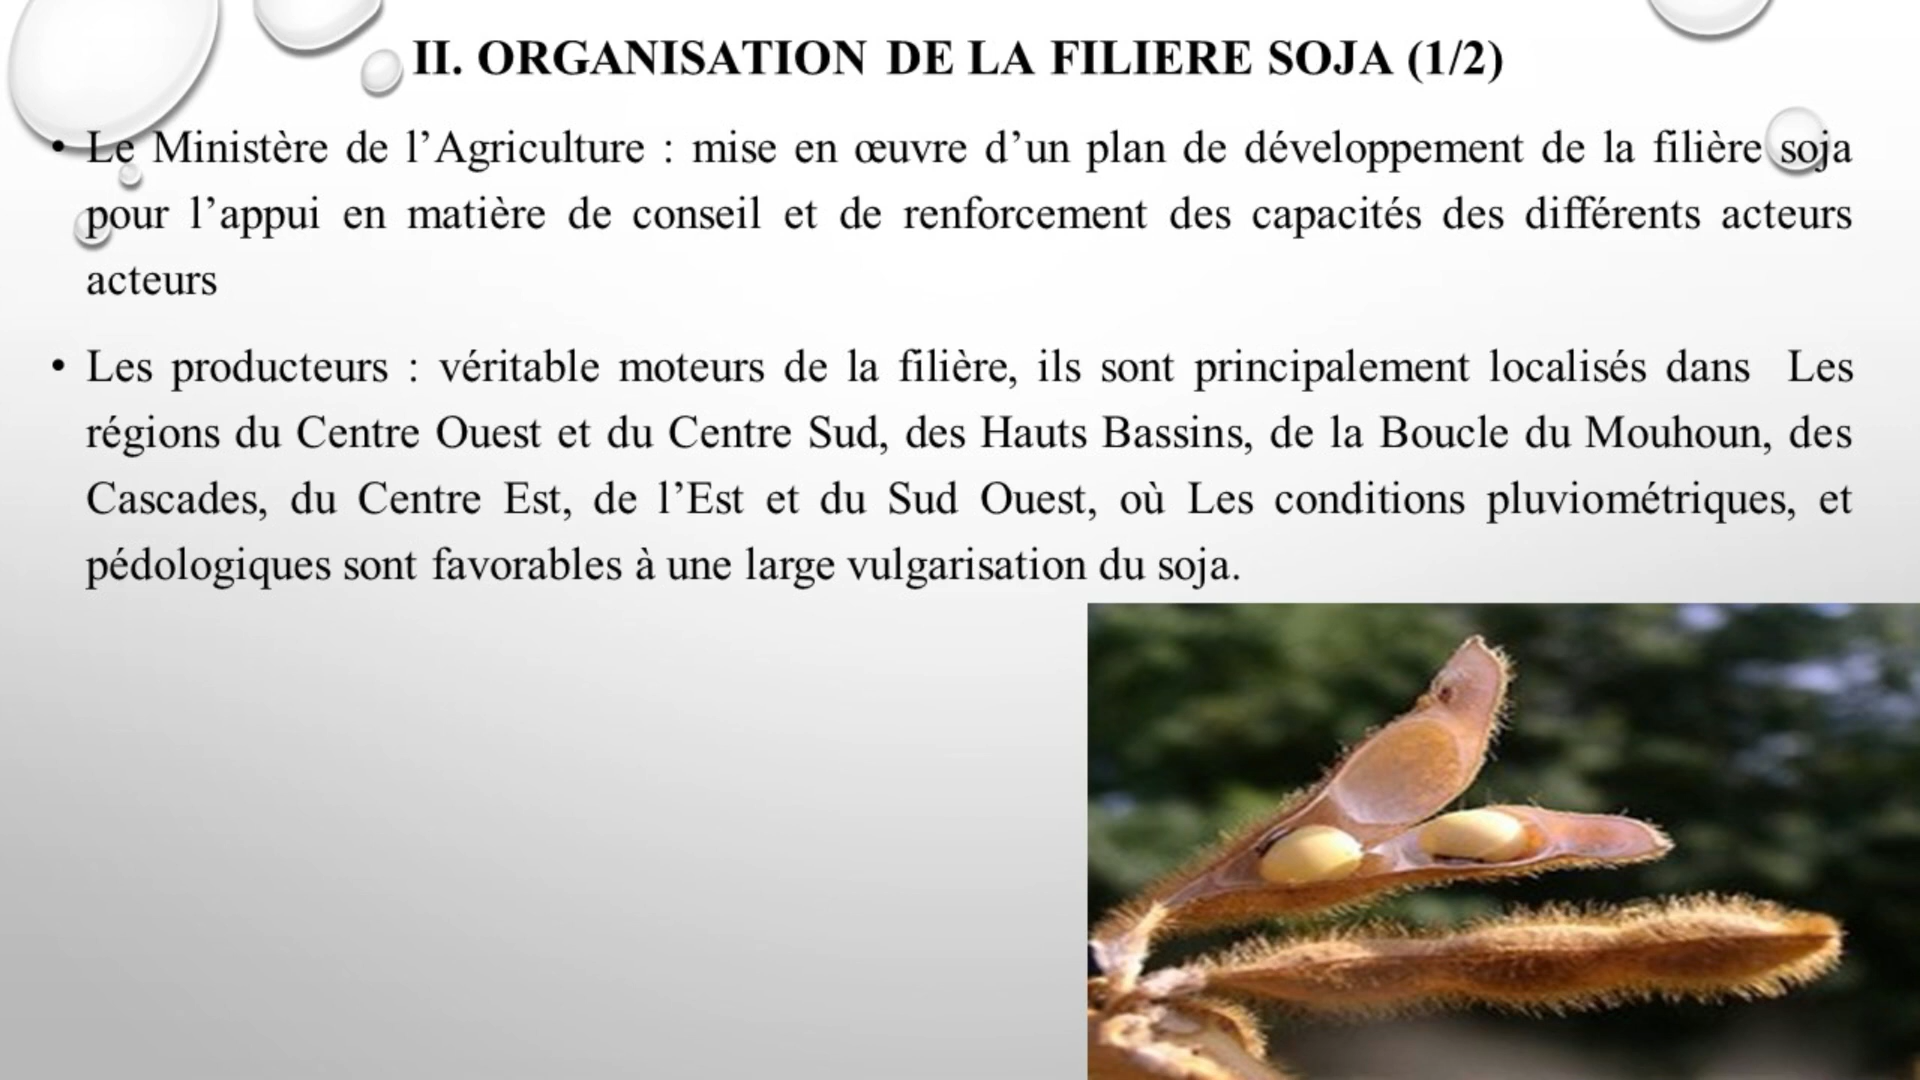 II. ORGANISATION DE LA FILIERE SOJA (1/2)
• Le Ministère de l’Agriculture : mise en œuvre d’un plan de développement de la filière soja
pour l’appui en matière de conseil et de renforcement des capacités des différents acteurs
acteurs
• Les producteurs : véritable moteurs de la filière, ils sont principalement localisés dans Les
régions du Centre Ouest et du Centre Sud, des Hauts Bassins, de la Boucle du Mouhoun, des
Cascades, du Centre Est, de l’Est et du Sud Ouest, où Les conditions pluviométriques, et
pédologiques sont favorables à une large vulgarisation du soja.